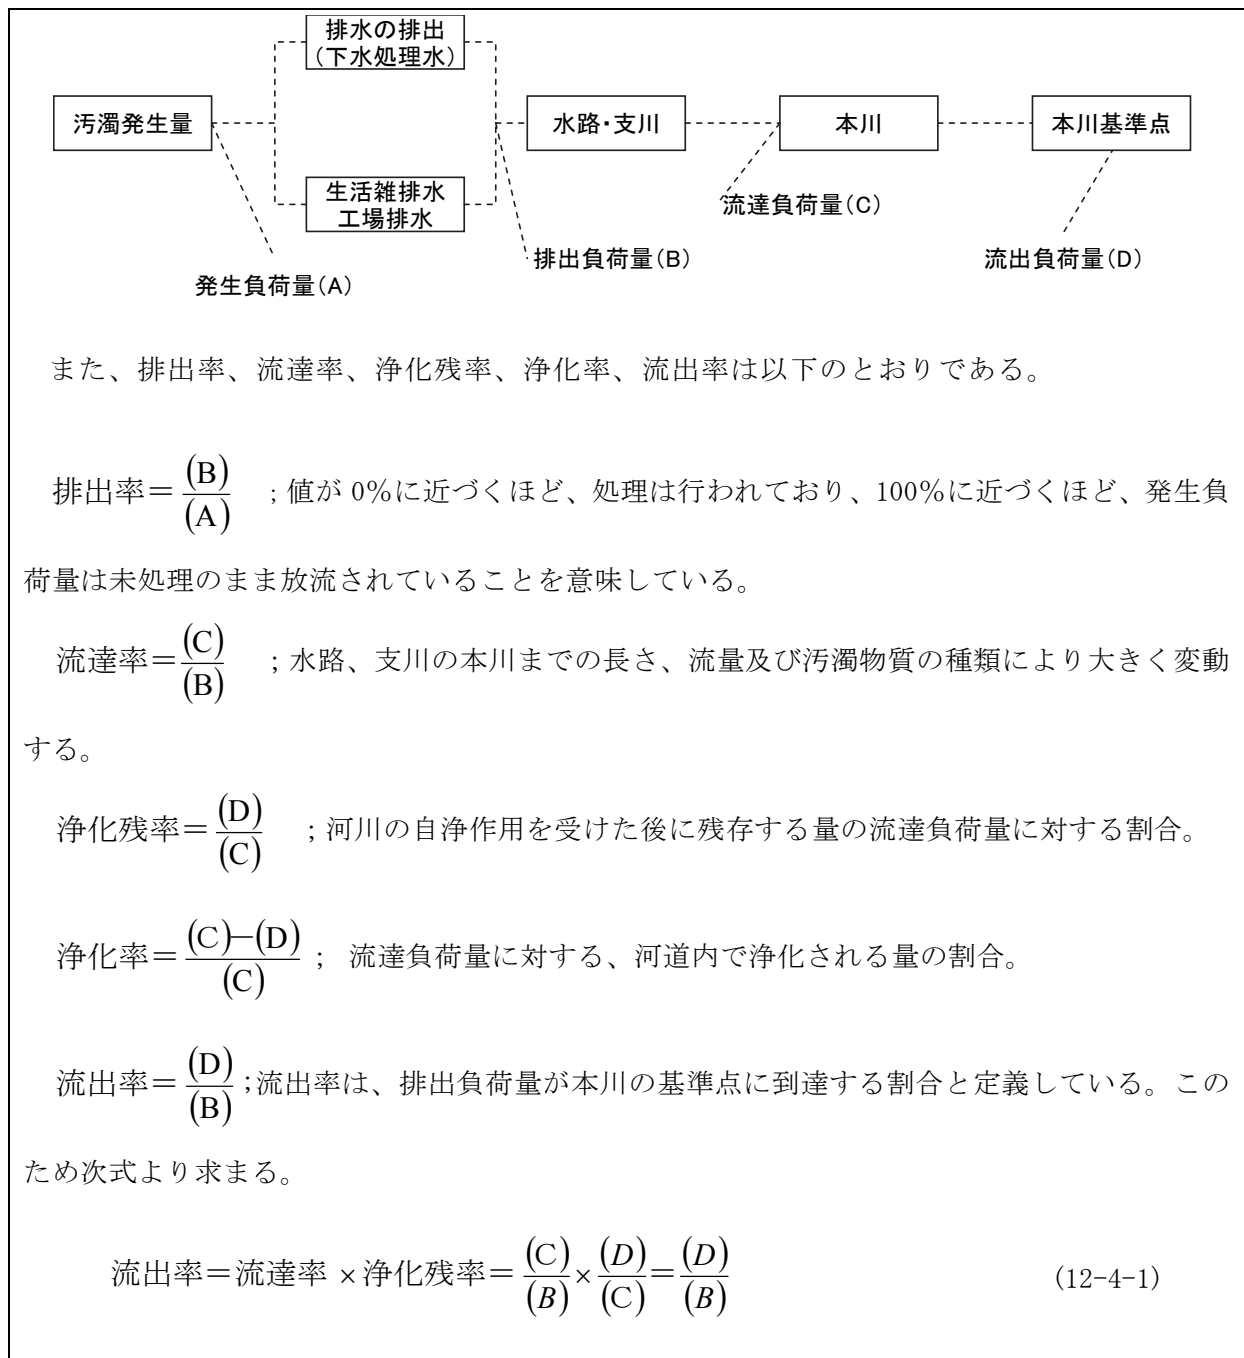 排水の排出
(下水処理水)
汚濁発生量
水路・支川
本川
本川基準点
生活雑排水
工場排水
流達負荷量(C)
排出負荷量(B)
流出負荷量(D)
発生負荷量(A)
また、排出率、流達率、浄化残率、浄化率、流出率は以下のとおりである。
排出率＝(B)/(A) ；値が 0%に近づくほど、処理は行われており、100%に近づくほど、発生負
荷量は未処理のまま放流されていることを意味している。
流達率＝(C)/(B) ；水路、支川の本川までの長さ、流量及び汚濁物質の種類により大きく変動
する。
浄化残率＝(D)/(C) ；河川の自浄作用を受けた後に残存する量の流達負荷量に対する割合。
浄化率＝(C)－(D)/(C) ； 流達負荷量に対する、河道内で浄化される量の割合。
流出率＝(D)/(B) ；流出率は、排出負荷量が本川の基準点に到達する割合と定義している。この
ため次式より求まる。
流出率＝流達率 ×浄化残率＝(C)/(B)×(D)/(C)＝(D)/(B) (12-4-1)